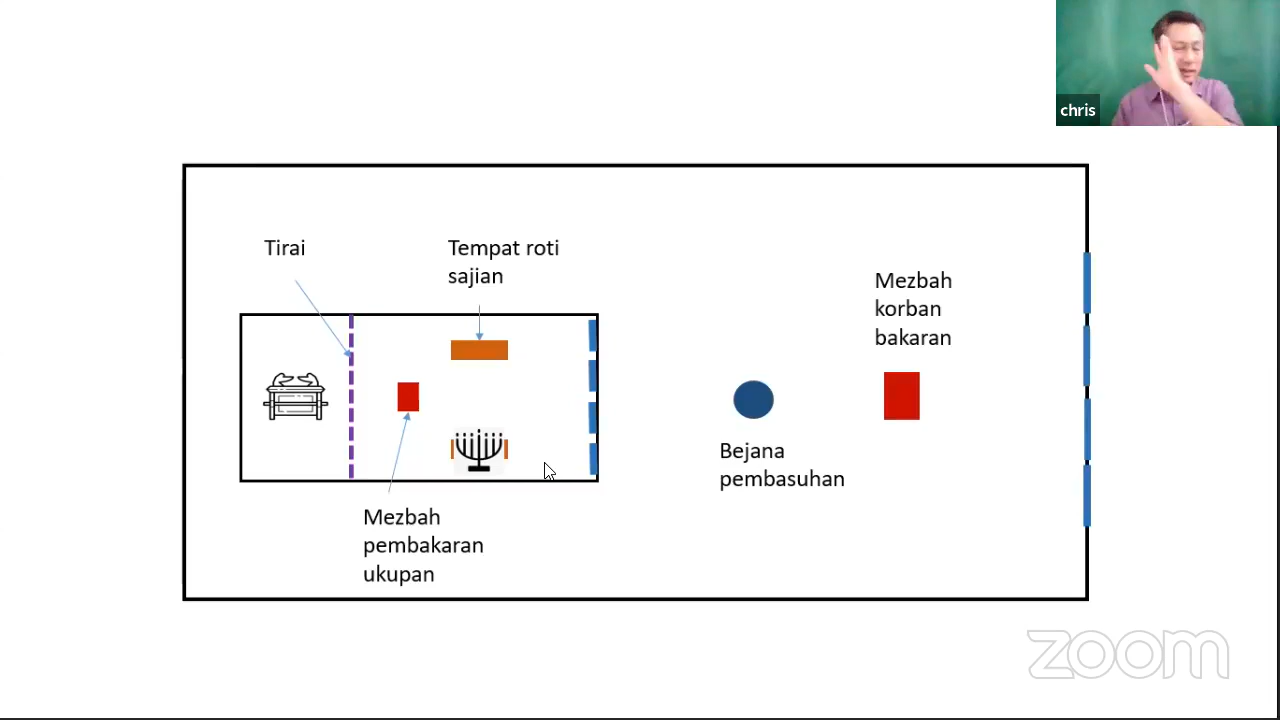 chris
Tirai
Tempat roti
sajian
Mezbah
korban
bakaran
Bejana
pembasuhan
Mezbah
pembakaran
ukupan
zoom